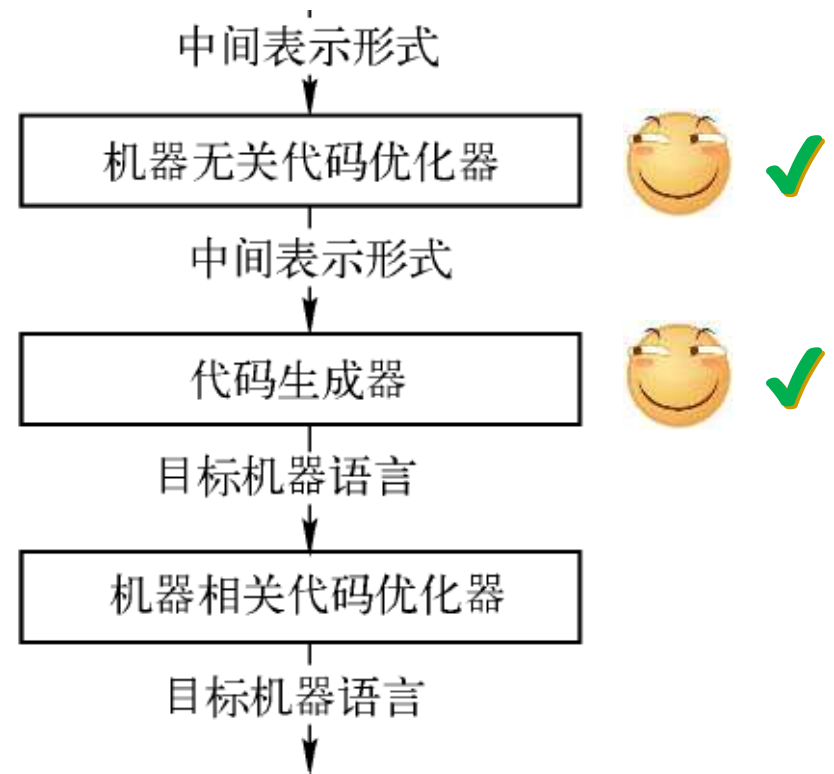 中间表示形式
机器无关代码优化器
中间表示形式
代码生成器
目标机器语言
机器相关代码优化器
目标机器语言